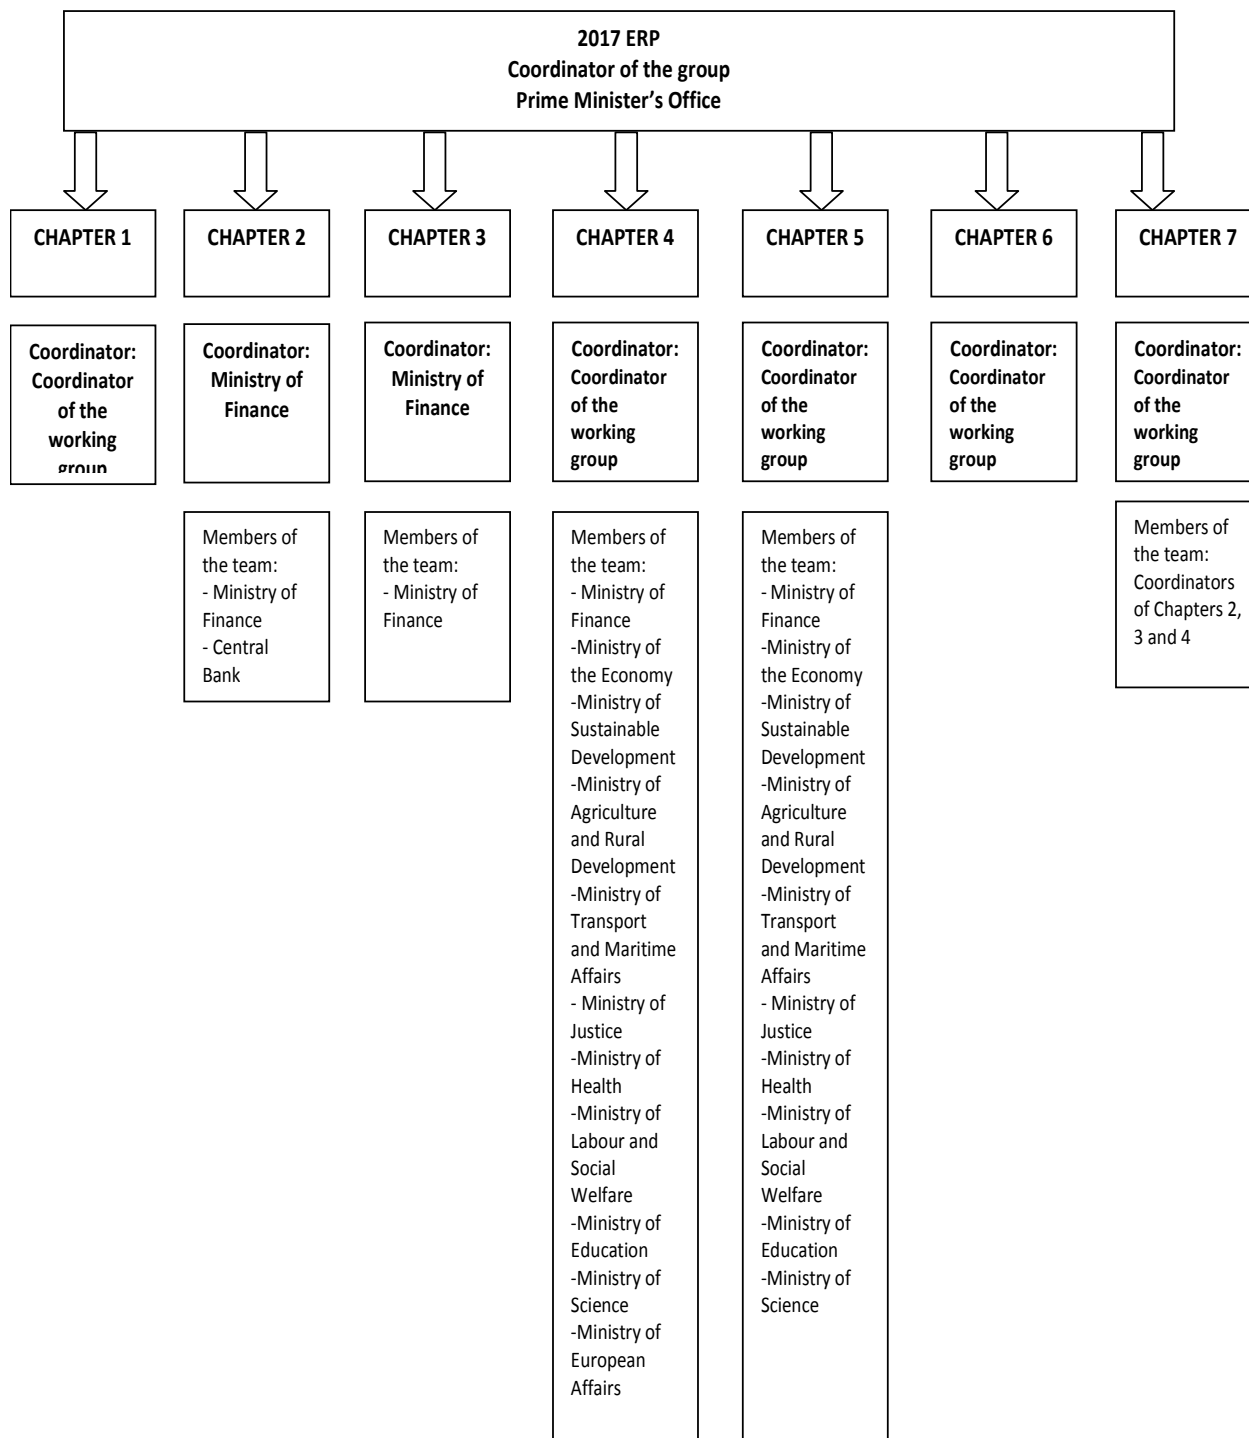 2017 ERP
Coordinator of the group
Prime Minister’s Office
CHAPTER 1
CHAPTER 2
CHAPTER 3
CHAPTER 4
CHAPTER 5
CHAPTER 6
CHAPTER 7
Coordinator:
Coordinator
of the
working
group
Coordinator:
Ministry of
Finance
Coordinator:
Ministry of
Finance
Coordinator:
Coordinator
of the
working
group
Coordinator:
Coordinator
of the
working
group
Coordinator:
Coordinator
of the
working
group
Coordinator:
Coordinator
of the
working
group
Members of
the team:
- Ministry of
Finance
- Central
Bank
Members of
the team:
- Ministry of
Finance
Members of
the team:
- Ministry of
Finance
-Ministry of
the Economy
-Ministry of
Sustainable
Development
-Ministry of
Agriculture
and Rural
Development
-Ministry of
Transport
and Maritime
Affairs
- Ministry of
Justice
-Ministry of
Health
-Ministry of
Labour and
Social
Welfare
-Ministry of
Education
-Ministry of
Science
-Ministry of
European
Affairs
Members of
the team:
- Ministry of
Finance
-Ministry of
the Economy
-Ministry of
Sustainable
Development
-Ministry of
Agriculture
and Rural
Development
-Ministry of
Transport
and Maritime
Affairs
- Ministry of
Justice
-Ministry of
Health
-Ministry of
Labour and
Social
Welfare
-Ministry of
Education
-Ministry of
Science
Members of
the team:
Coordinators
of Chapters 2,
3 and 4